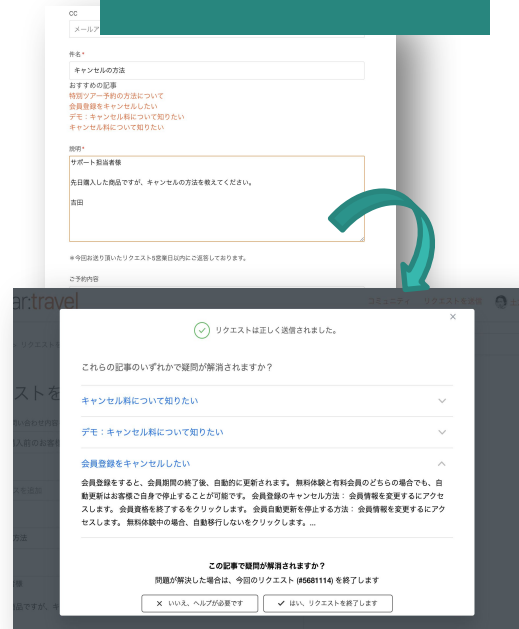 CC
メールア
件名*
キャンセルの方法
おすすめの記事
特別ツアー予約の方法について
会員登録をキャンセルしたい
デモ：キャンセル料について知りたい
キャンセル料について知りたい
説明*
サポート担当者様
先日購入した商品ですが、キャンセルの方法を教えてください。
吉田
※今回お送り頂いたリクエスト5営業日以内にご返答しております。
ご予約内容
ar:travel
コミュニティ リクエストを送信
リクエストは正しく送信されました。
×
これらの記事のいずれかで疑問が解消されますか？
キャンセル料について知りたい
デモ：キャンセル料について知りたい
会員登録をキャンセルしたい
会員登録をすると、会員期間の終了後、自動的に更新されます。 無料体験と有料会員のどちらの場合でも、自
動更新はお客様ご自身で停止することが可能です。 会員登録のキャンセル方法： 会員情報を変更するにアクセ
スします。 会員資格を終了するをクリックします。 会員自動更新を停止する方法： 会員情報を変更するにアク
セスします。 無料体験中の場合、自動移行しないをクリックします。...
この記事で疑問が解消されますか？
問題が解決した場合は、今回のリクエスト (#5681114) を終了します
× いいえ、ヘルプが必要です
✓ はい、リクエストを終了します
ストを
方法